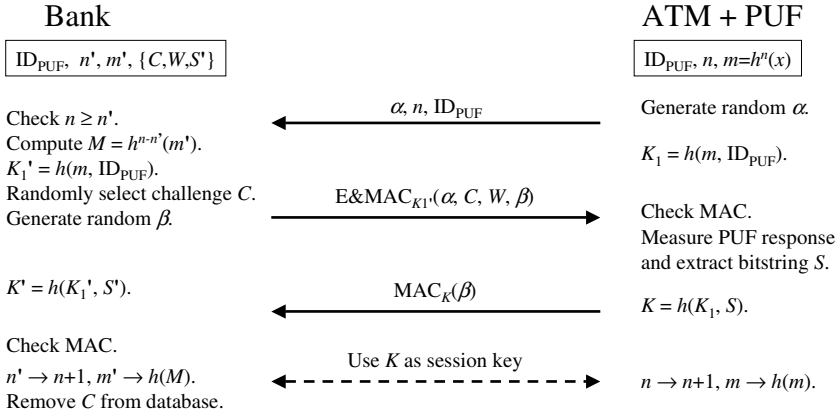 Bank
ATM + PUF
ID_PUF, n', m', {C,W,S'}
ID_PUF, n, m=h^n(x)
Check n ≥ n'.
Compute M = h^{n-n'}(m').
K_1' = h(m, ID_PUF).
Randomly select challenge C.
Generate random β.
α, n, ID_PUF
Generate random α.
K_1 = h(m, ID_PUF).
E&MAC_{K1'}(α, C, W, β)
Check MAC.
Measure PUF response
and extract bitstring S.
K' = h(K_1', S').
MAC_K(β)
K = h(K_1, S).
Check MAC.
n' → n+1, m' → h(M).
Remove C from database.
Use K as session key
n → n+1, m → h(m).